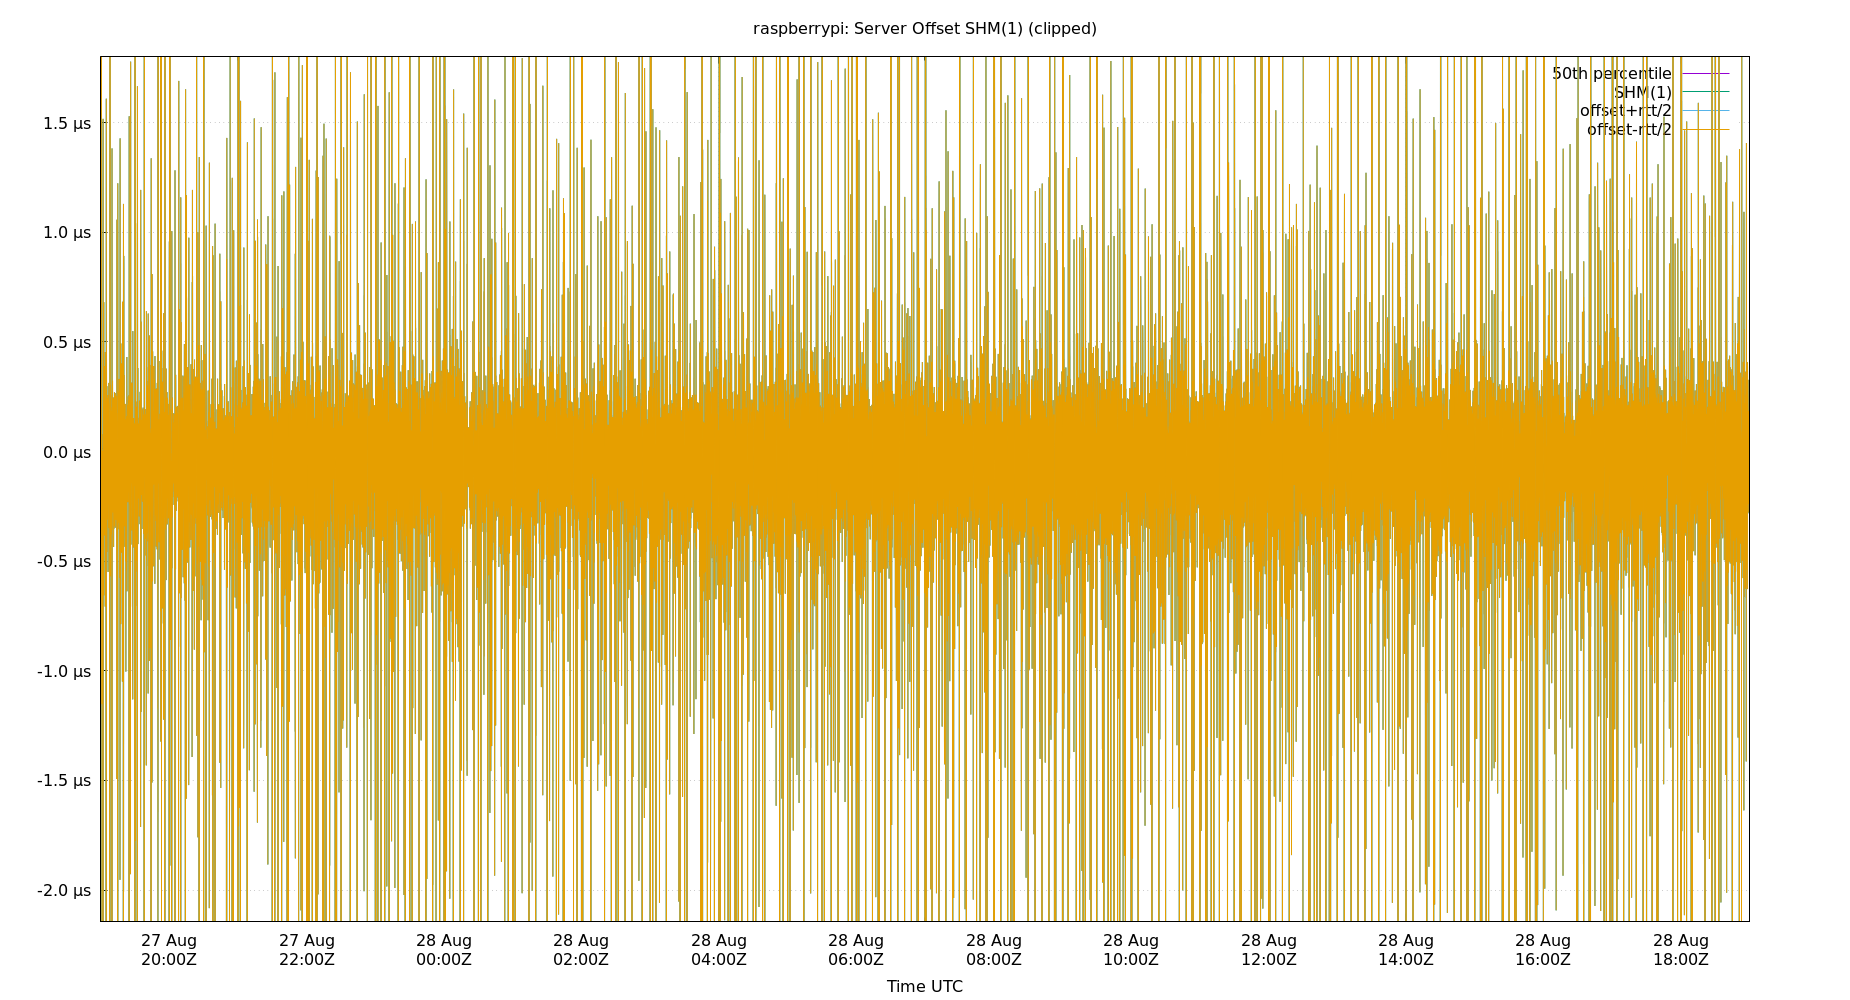 raspberrypi: Server Offset SHM(1) (clipped)
50th percentile
SHM(1)
offset+rtt/2
offset-rtt/2
1.5 µs
1.0 µs
0.5 µs
0.0 µs
-0.5 µs
-1.0 µs
-1.5 µs
-2.0 µs
27 Aug 27 Aug 28 Aug 28 Aug 28 Aug 28 Aug 28 Aug 28 Aug 28 Aug 28 Aug 28 Aug 28 Aug
20:00Z 22:00Z 00:00Z 02:00Z 04:00Z 06:00Z 08:00Z 10:00Z 12:00Z 14:00Z 16:00Z 18:00Z
Time UTC